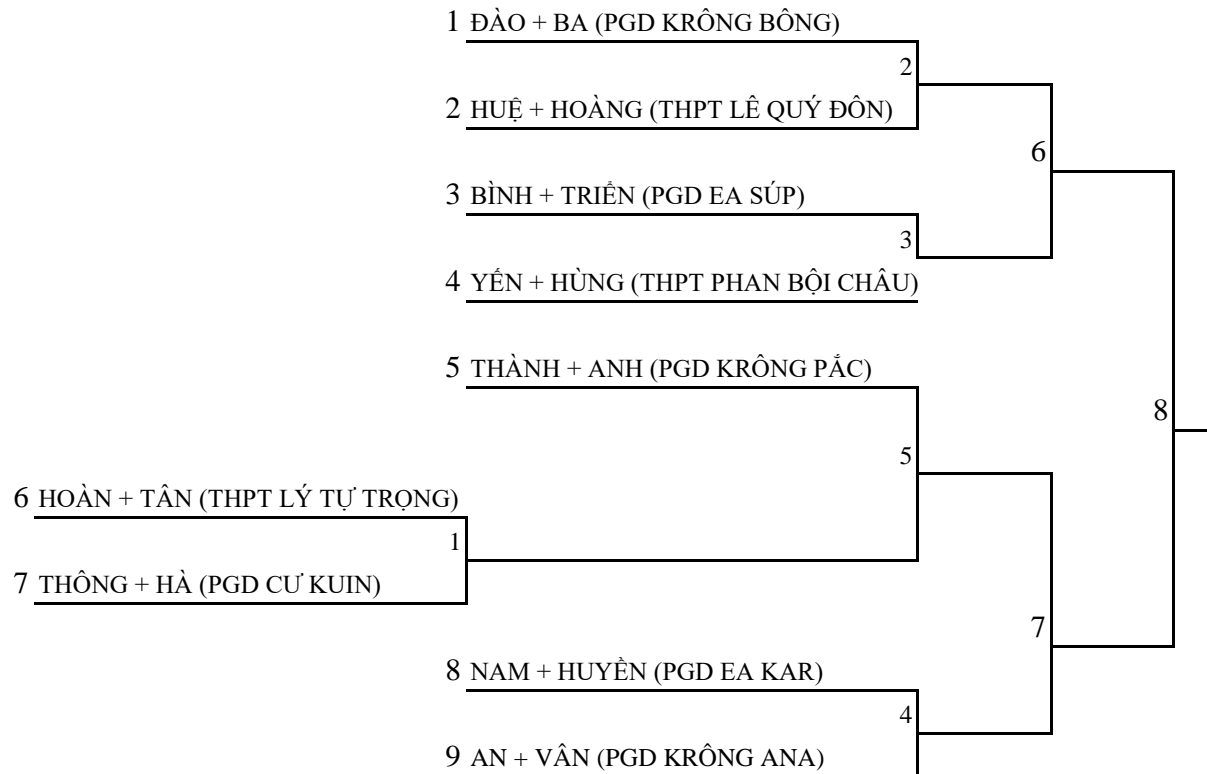 1 ĐÀO + BA (PGD KRÔNG BÔNG)
2
2 HUỆ + HOÀNG (THPT LÊ QUÝ ĐÔN)
6
3 BÌNH + TRIỂN (PGD EA SÚP)
3
4 YẾN + HÙNG (THPT PHAN BỘI CHÂU)
5 THÀNH + ANH (PGD KRÔNG PẮC)
8
5
6 HOÀN + TÂN (THPT LÝ TỰ TRỌNG)
1
7 THÔNG + HÀ (PGD CƯ KUIN)
7
8 NAM + HUYỀN (PGD EA KAR)
4
9 AN + VÂN (PGD KRÔNG ANA)